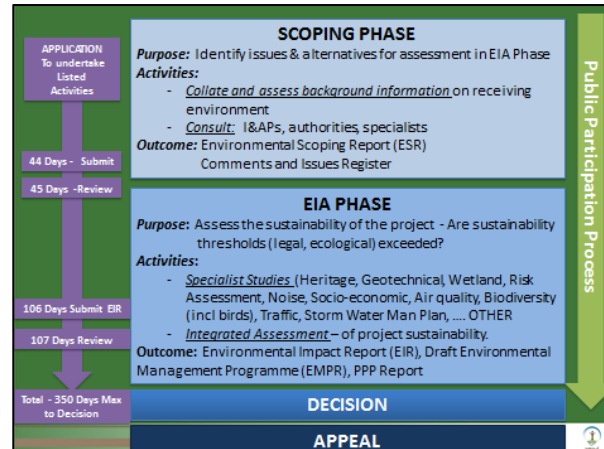 APPLICATION
To undertake
Listed
Activities
44 Days - Submit
45 Days -Review
106 Days Submit EIR
107 Days Review
Total - 350 Days Max
to Decision
SCOPING PHASE
Purpose: Identify issues & alternatives for assessment in EIA Phase
Activities:
- Collate and assess background information on receiving
environment
- Consult: I&APs, authorities, specialists
Outcome: Environmental Scoping Report (ESR)
Comments and Issues Register
EIA PHASE
Purpose: Assess the sustainability of the project - Are sustainability
thresholds (legal, ecological) exceeded?
Activities:
- Specialist Studies (Heritage, Geotechnical, Wetland, Risk
Assessment, Noise, Socio-economic, Air quality, Biodiversity
(incl birds), Traffic, Storm Water Man Plan, .... OTHER
- Integrated Assessment – of project sustainability.
Outcome: Environmental Impact Report (EIR), Draft Environmental
Management Programme (EMPR), PPP Report
DECISION
APPEAL
Public Participation Process